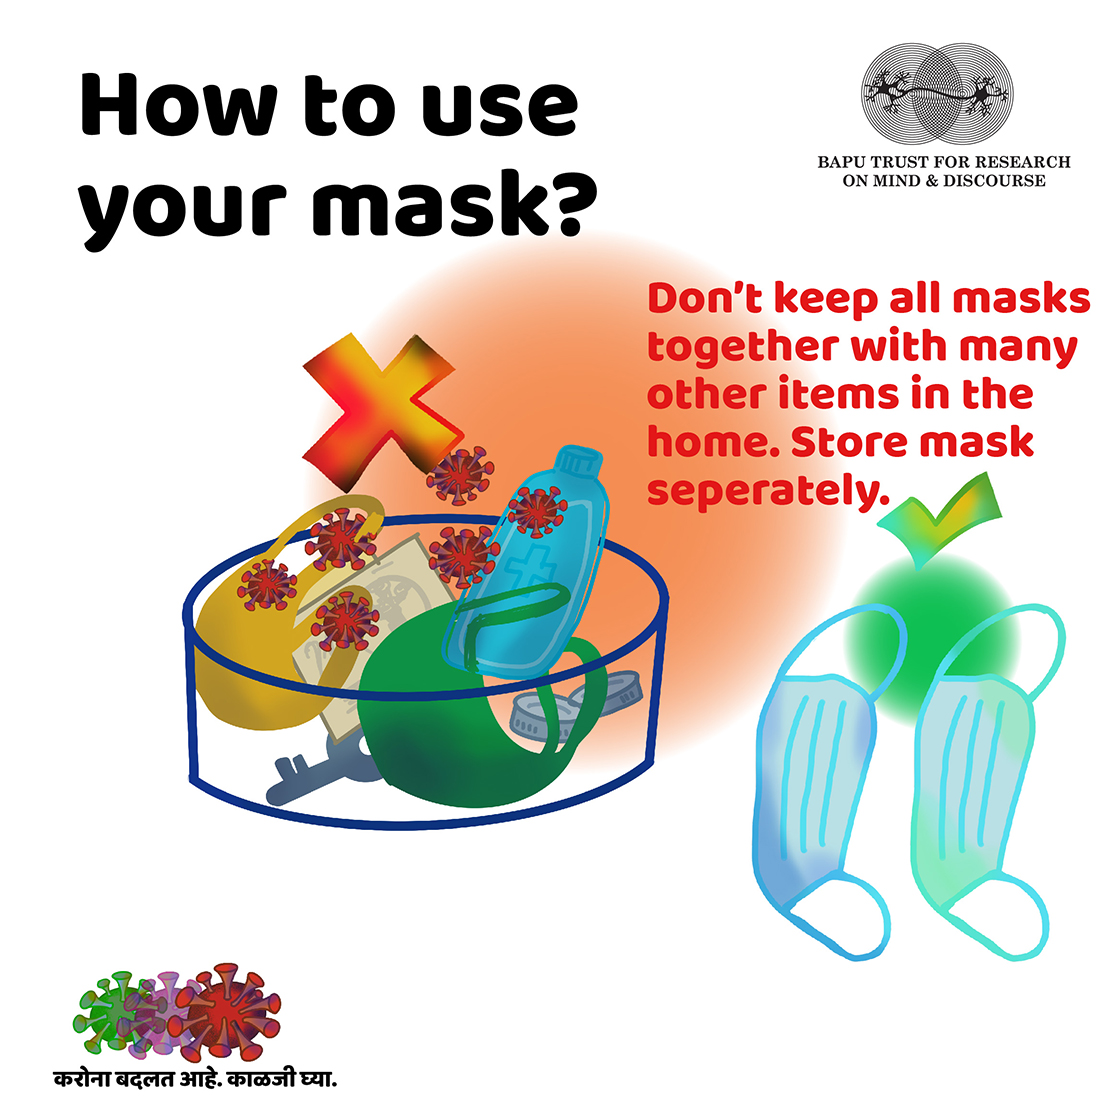 How to use
your mask?
BAPU TRUST FOR RESEARCH
ON MIND & DISCOURSE
Don't keep all masks
together with many
other items in the
home. Store mask
seperately.
करोना बदलत आहे. काळजी घ्या.